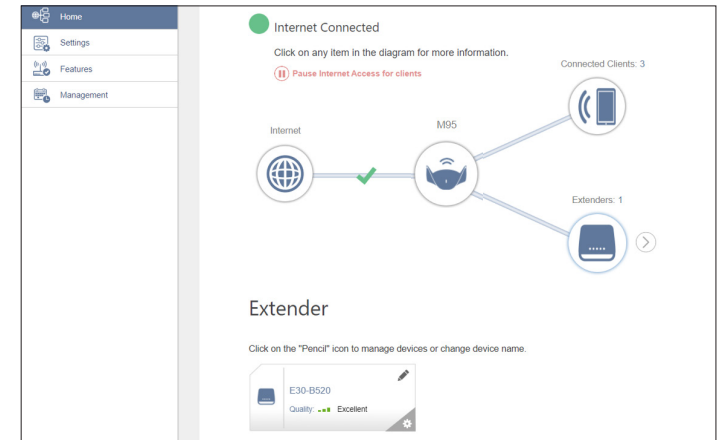 Home
Settings
Features
Management
Internet Connected
Click on any item in the diagram for more information.
Pause Internet Access for clients
Connected Clients: 3
Internet
M95
Extenders: 1
Extender
Click on the "Pencil" icon to manage devices or change device name.
E30-B520
Quality: Excellent